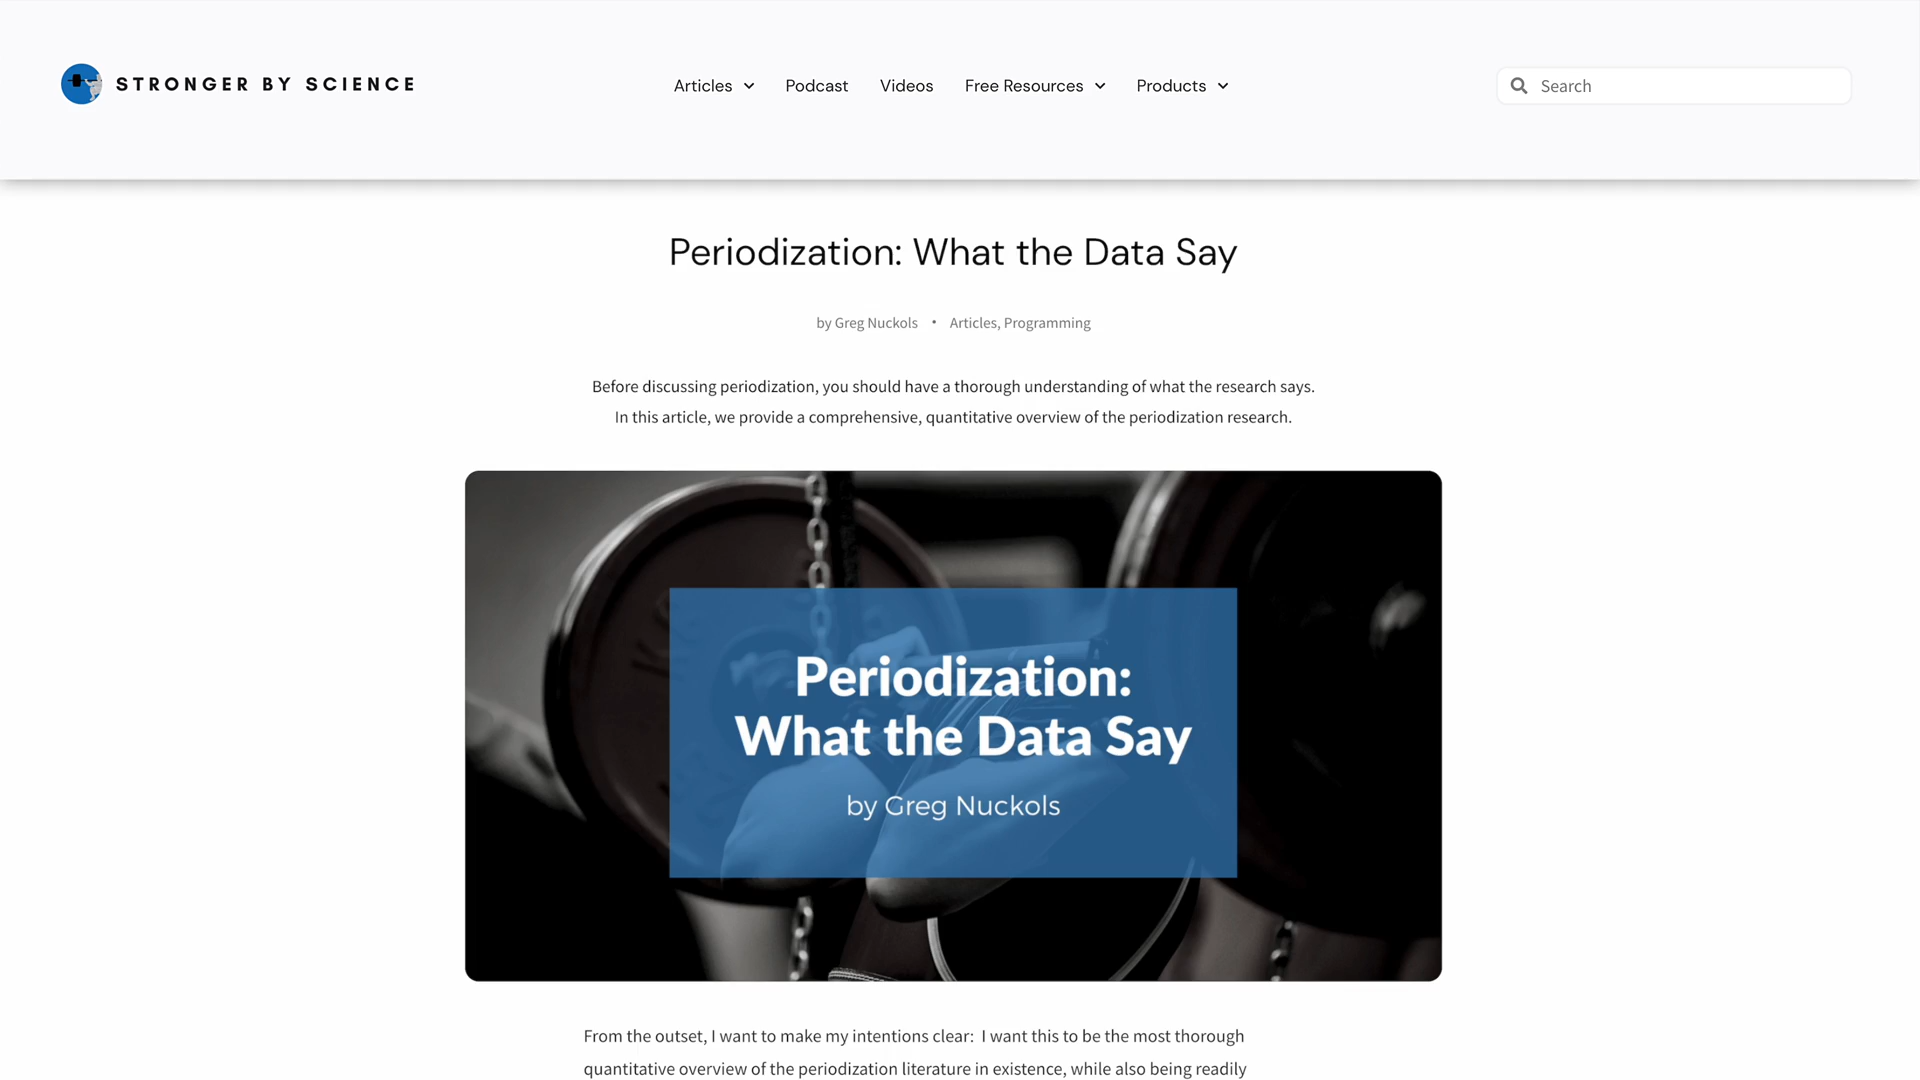 STRONGER BY SCIENCE
Articles Podcast Videos Free Resources Products
Search
Periodization: What the Data Say
by Greg Nuckols • Articles, Programming
Before discussing periodization, you should have a thorough understanding of what the research says.
In this article, we provide a comprehensive, quantitative overview of the periodization research.
Periodization:
What the Data Say
by Greg Nuckols
From the outset, I want to make my intentions clear:  I want this to be the most thorough
quantitative overview of the periodization literature in existence, while also being readily